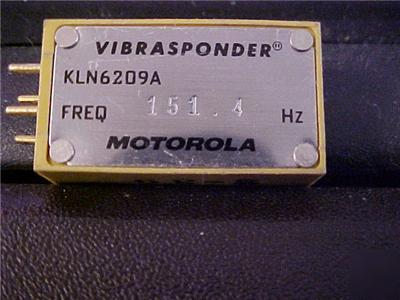 VIBRASPONDER®
KLN6209A
FREQ 151.4 Hz
MOTOROLA